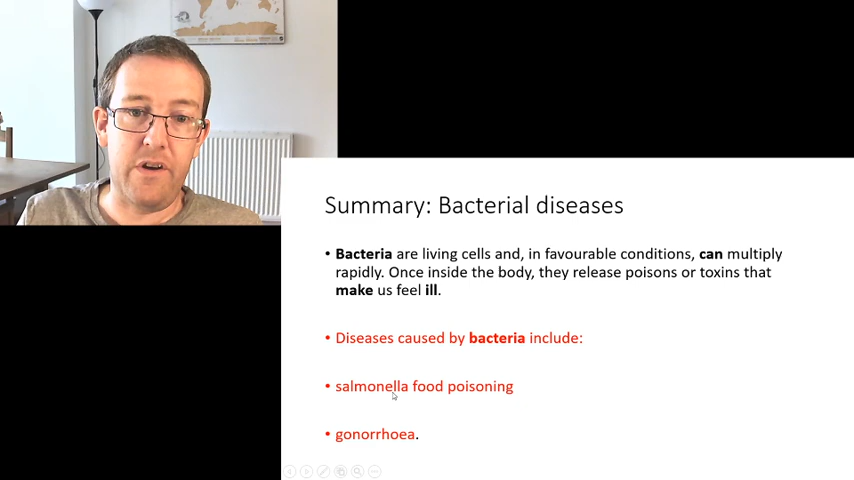 Summary: Bacterial diseases
• Bacteria are living cells and, in favourable conditions, can multiply
rapidly. Once inside the body, they release poisons or toxins that
make us feel ill.
• Diseases caused by bacteria include:
• salmonella food poisoning
• gonorrhoea.